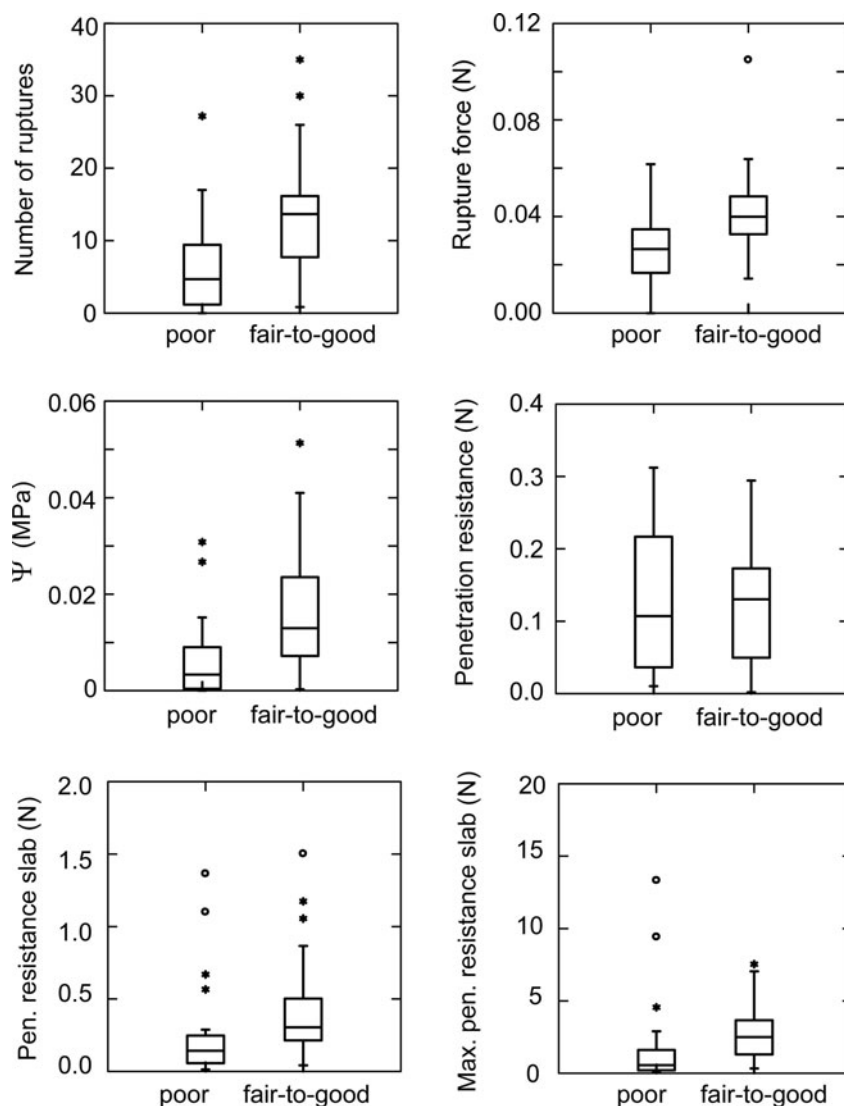 Number of ruptures
40
30
20
10
0
poor fair-to-good
Rupture force (N)
0.12
0.08
0.04
0.00
poor fair-to-good
Ψ (MPa)
0.06
0.04
0.02
0
poor fair-to-good
Penetration resistance (N)
0.4
0.3
0.2
0.1
0.0
poor fair-to-good
Pen. resistance slab (N)
2.0
1.5
1.0
0.5
0.0
poor fair-to-good
Max. pen. resistance slab (N)
20
15
10
5
0
poor fair-to-good